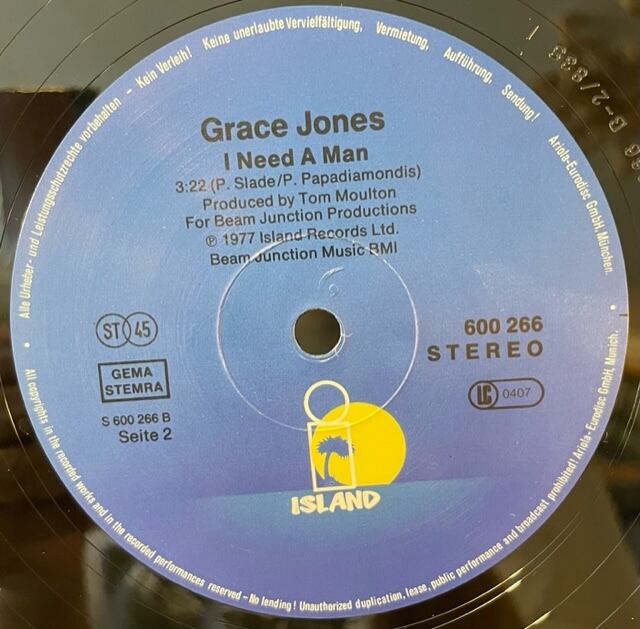 Alle Urheber- und Leistungsschutzrechte vorbehalten – Kein Verleih! Keine unerlaubte Vervielfältigung, Vermietung, Aufführung, Sendung!
Ariola-Eurodisc GmbH, München.
Grace Jones
I Need A Man
3:22 (P. Slade/P. Papadiamondis)
Produced by Tom Moulton
For Beam Junction Productions
℗ 1977 Island Records Ltd.
Beam Junction Music BMI
ST 45
GEMA
STEMRA
S 600 266 B
Seite 2
600 266
STEREO
LC 0407
ISLAND
All copyrights in the recorded works and in the recorded performances reserved – No lending! Unauthorized duplication, lease, public performance and broadcast prohibited! Ariola-Eurodisc GmbH, Munich.